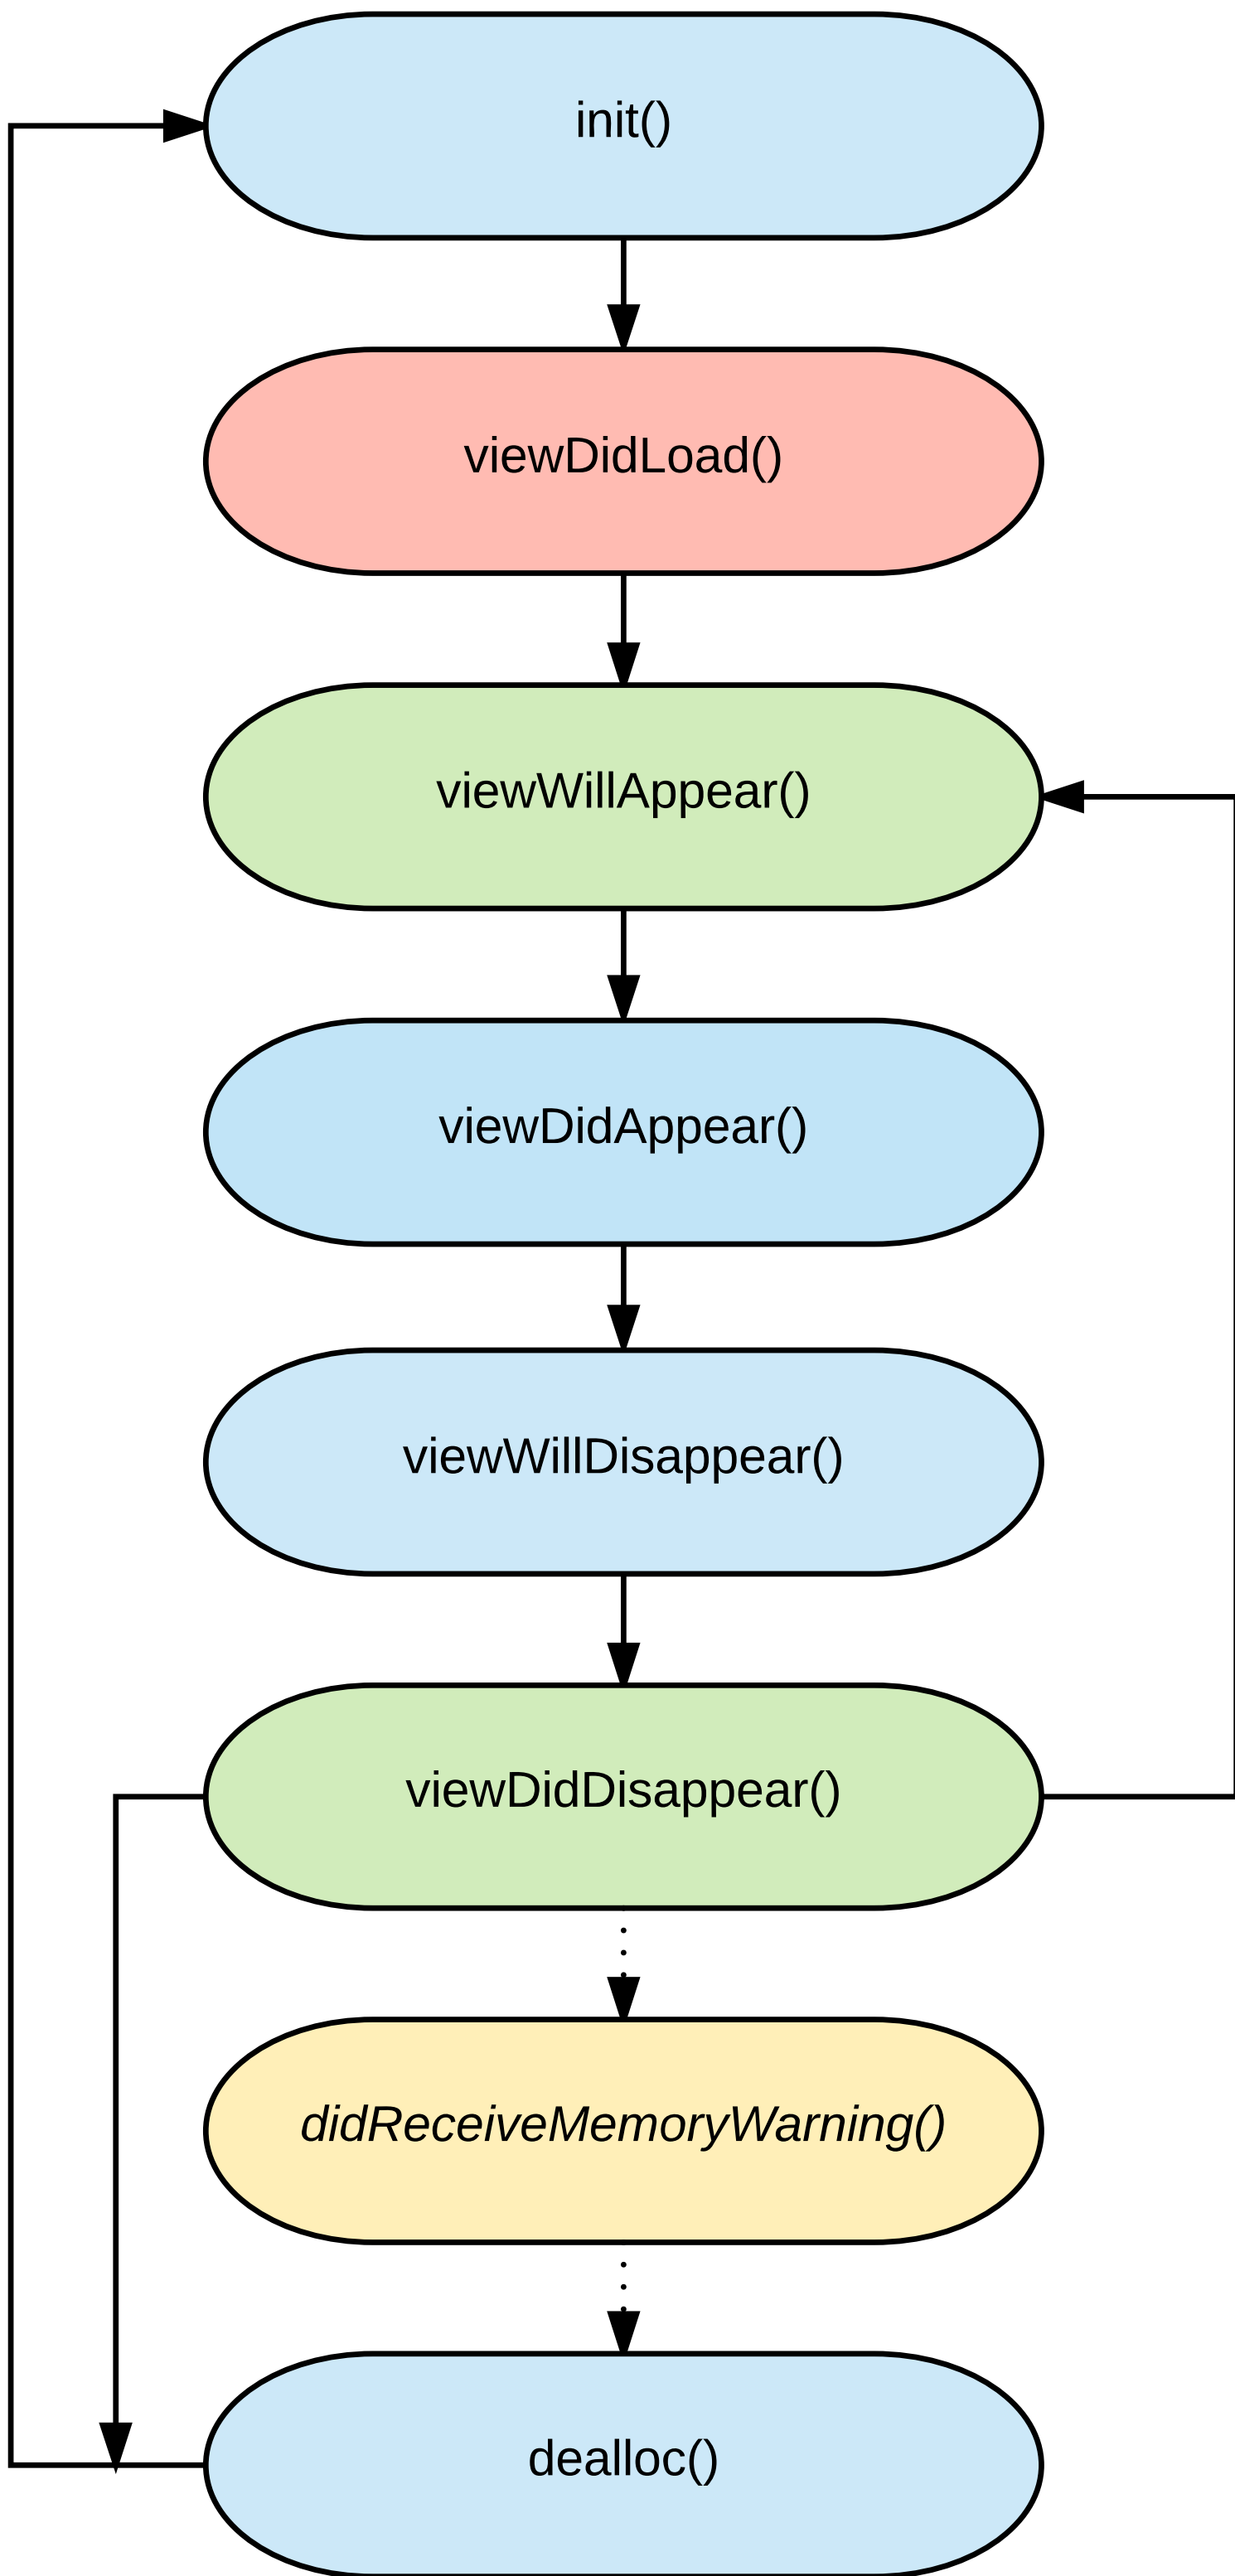 init()
viewDidLoad()
viewWillAppear()
viewDidAppear()
viewWillDisappear()
viewDidDisappear()
didReceiveMemoryWarning()
dealloc()